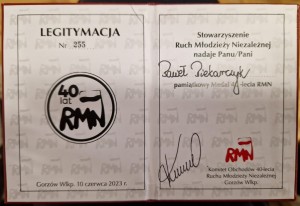 LEGITYMACJA
Nr 255
40
lat
RMN
Gorzów Wlkp. 10 czerwca 2023 r.
Stowarzyszenie
Ruch Młodzieży Niezależnej
nadaje Panu/Pani
Paweł Piekarczyk
pamiątkowy medal 40-lecia RMN
RMN
Komitet Obchodów 40-lecia
Ruchu Młodzieży Niezależnej
Gorzów Wlkp.